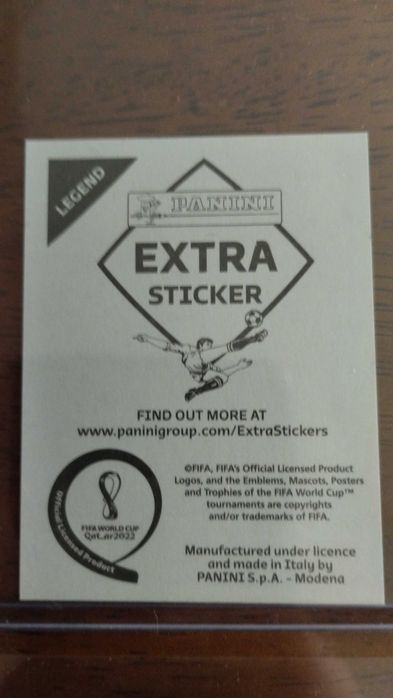 LEGEND
PANINI
EXTRA
STICKER
FIND OUT MORE AT
www.paninigroup.com/ExtraStickers
©FIFA, FIFA's Official Licensed Product
Logos, and the Emblems, Mascots, Posters
and Trophies of the FIFA World Cup™
tournaments are copyrights
and/or trademarks of FIFA.
FIFA WORLD CUP
Qatar2022
Official Licensed Product
Manufactured under licence
and made in Italy by
PANINI S.p.A. - Modena